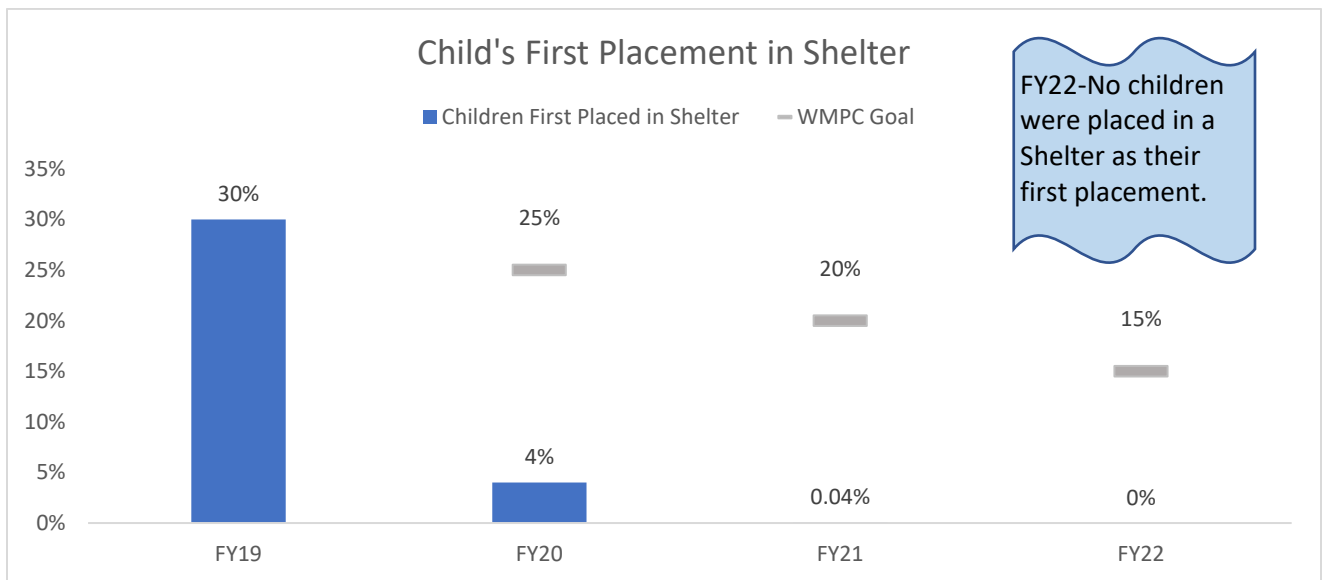 Child's First Placement in Shelter
Children First Placed in Shelter WMPC Goal
FY22-No children
were placed in a
Shelter as their
first placement.
35%
30%
25%
20%
15%
10%
5%
0%
30%
25%
20%
15%
4%
0.04%
0%
FY19 FY20 FY21 FY22